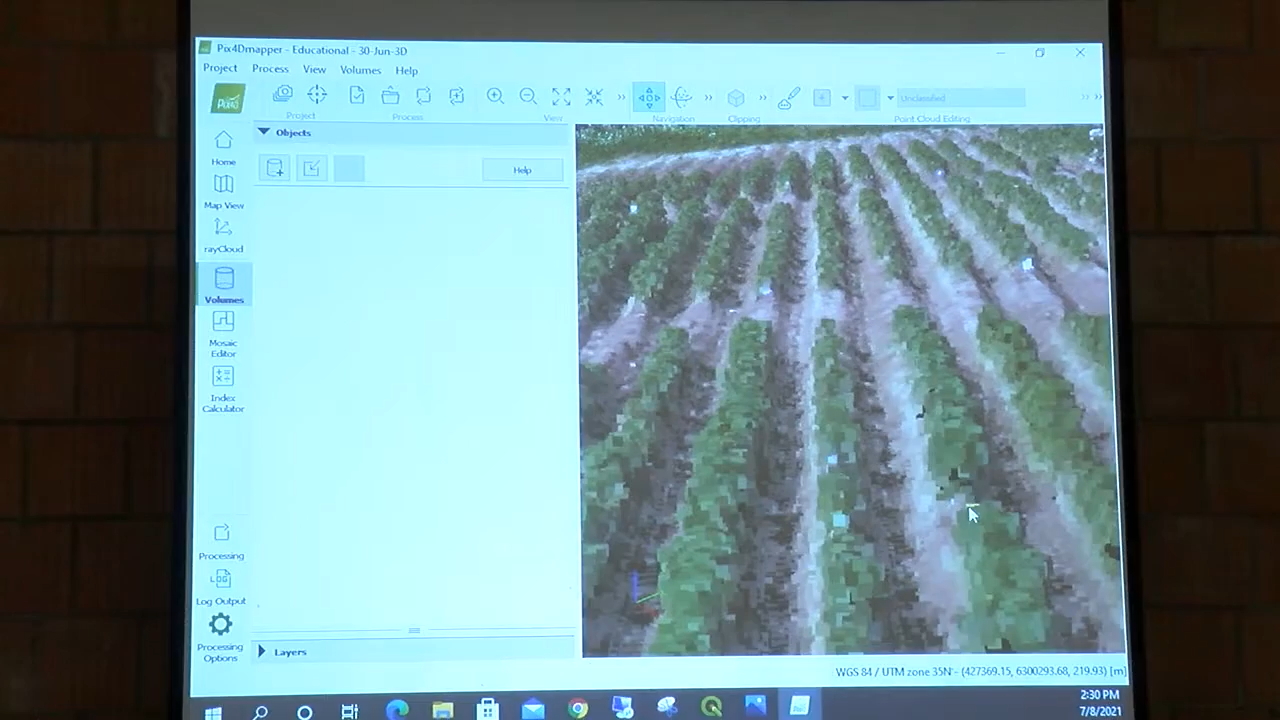 Pix4Dmapper - Educational - 30-Jun-3D
Project Process View Volumes Help
Unclassified
Project Process View Navigation Clipping Point Cloud Editing
Objects
Help
Home
Map View
rayCloud
Volumes
Mosaic
Editor
Index
Calculator
Processing
LOG
Log Output
Processing
Options
Layers
WGS 84 / UTM zone 35N - (427369.15, 6300293.68, 219.93) [m]
2:30 PM
7/8/2021